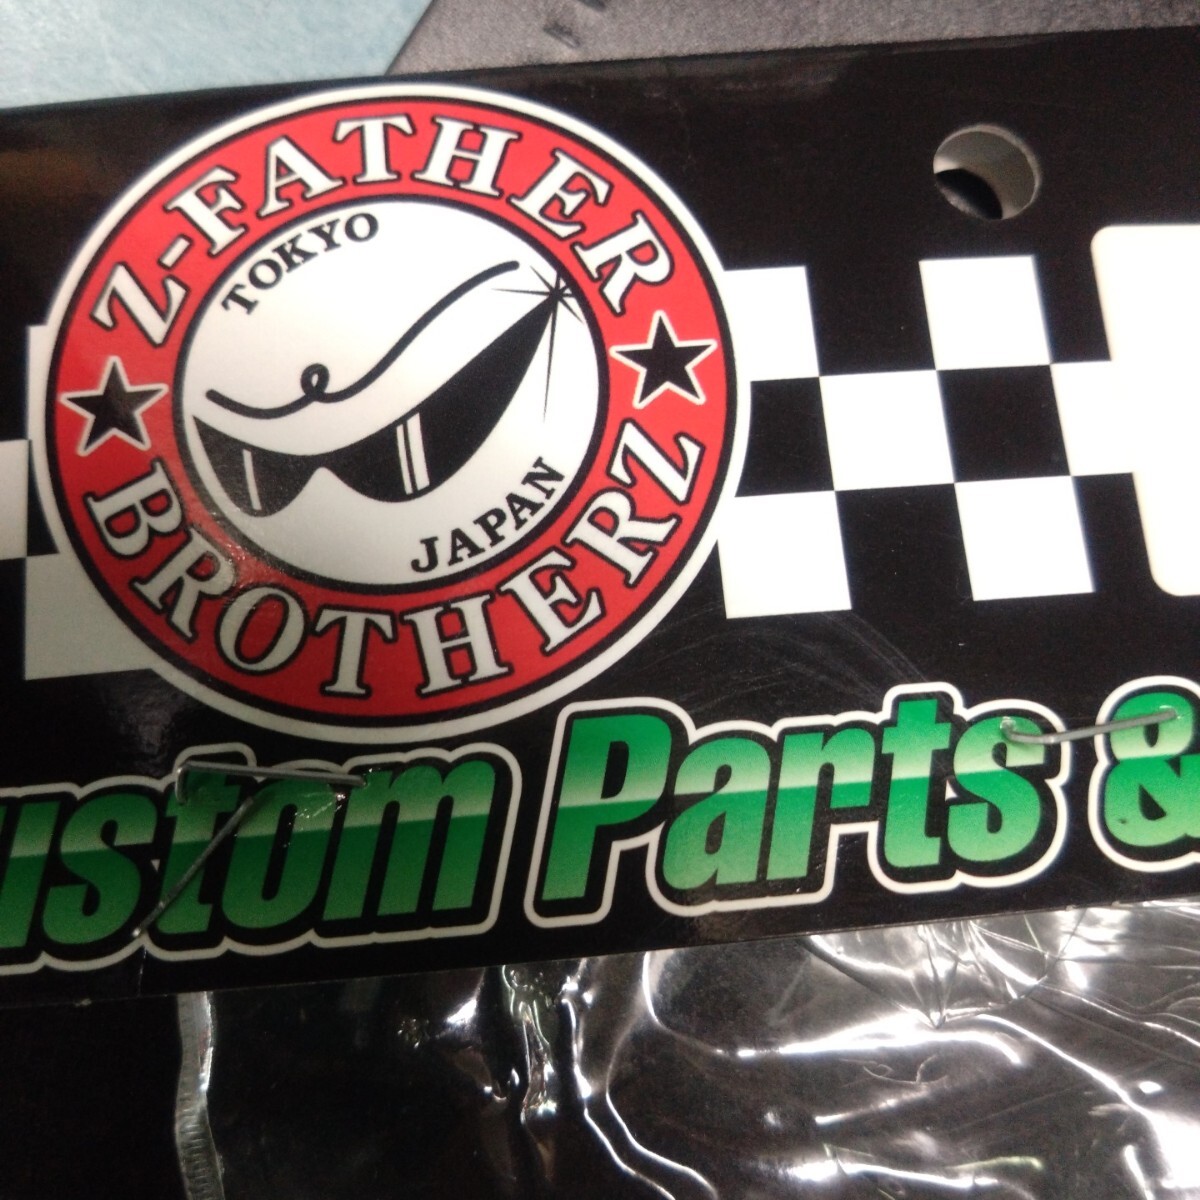 Z-FATHER
TOKYO
JAPAN
BROTHERZ
ustom Parts &